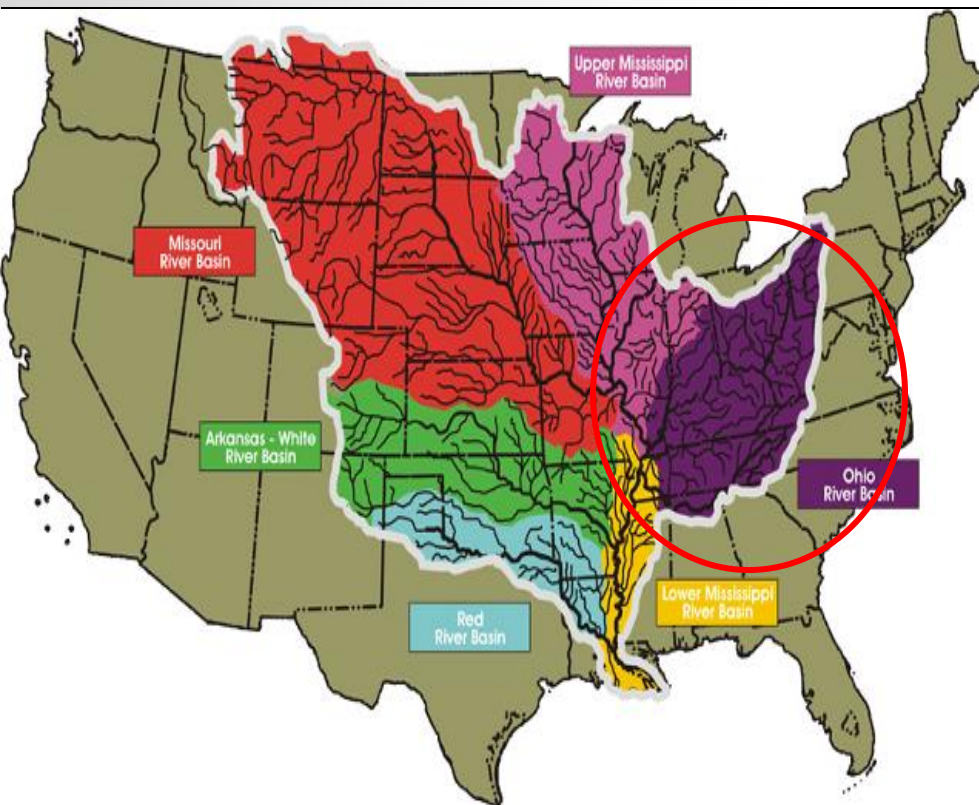 Upper Mississippi
River Basin
Missouri
River Basin
Arkansas - White
River Basin
Ohio
River Basin
Lower Mississippi
River Basin
Red
River Basin